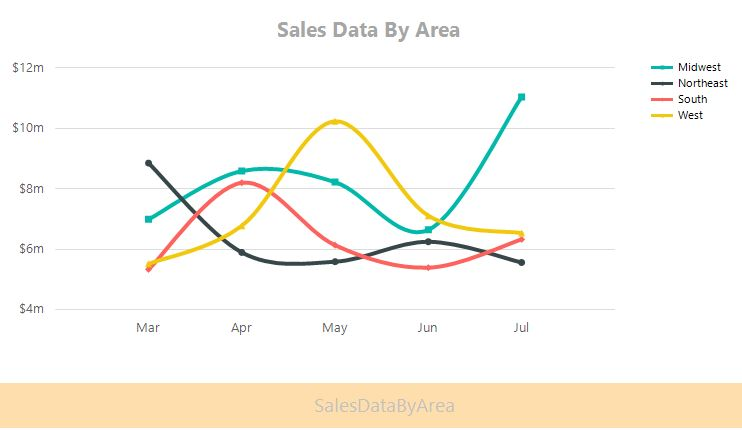 Sales Data By Area
$12m
$10m
$8m
$6m
$4m
Mar Apr May Jun Jul
Midwest
Northeast
South
West
SalesDataByArea